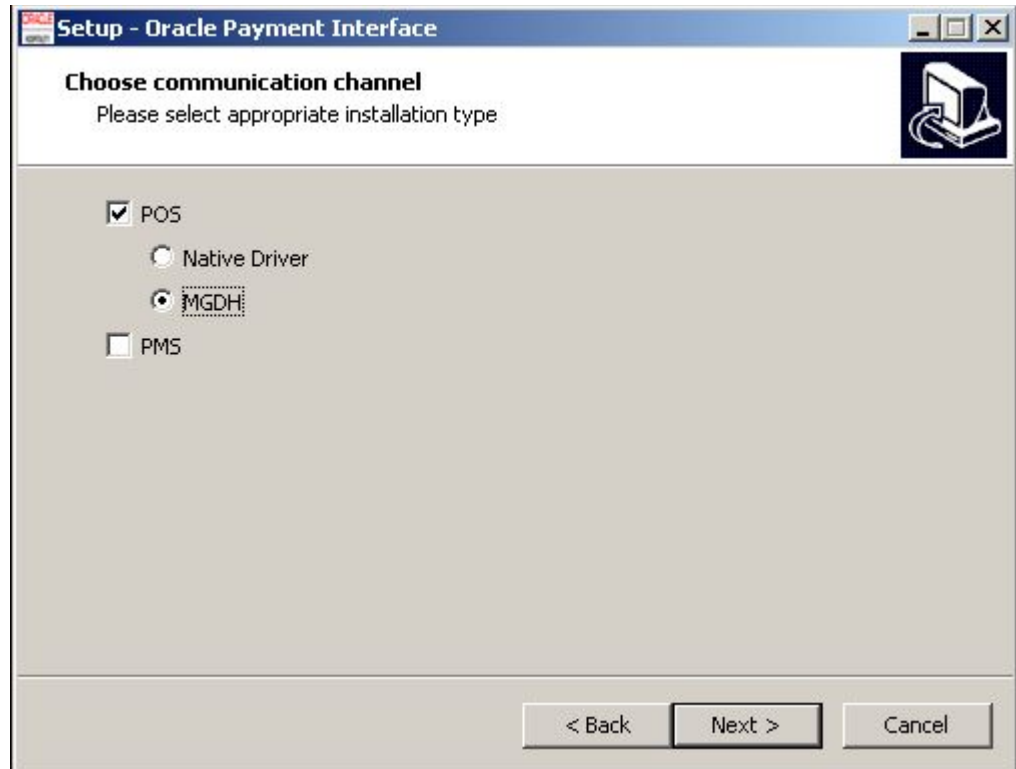 Setup - Oracle Payment Interface
Choose communication channel
Please select appropriate installation type
POS
Native Driver
MGDH
PMS
< Back
Next >
Cancel